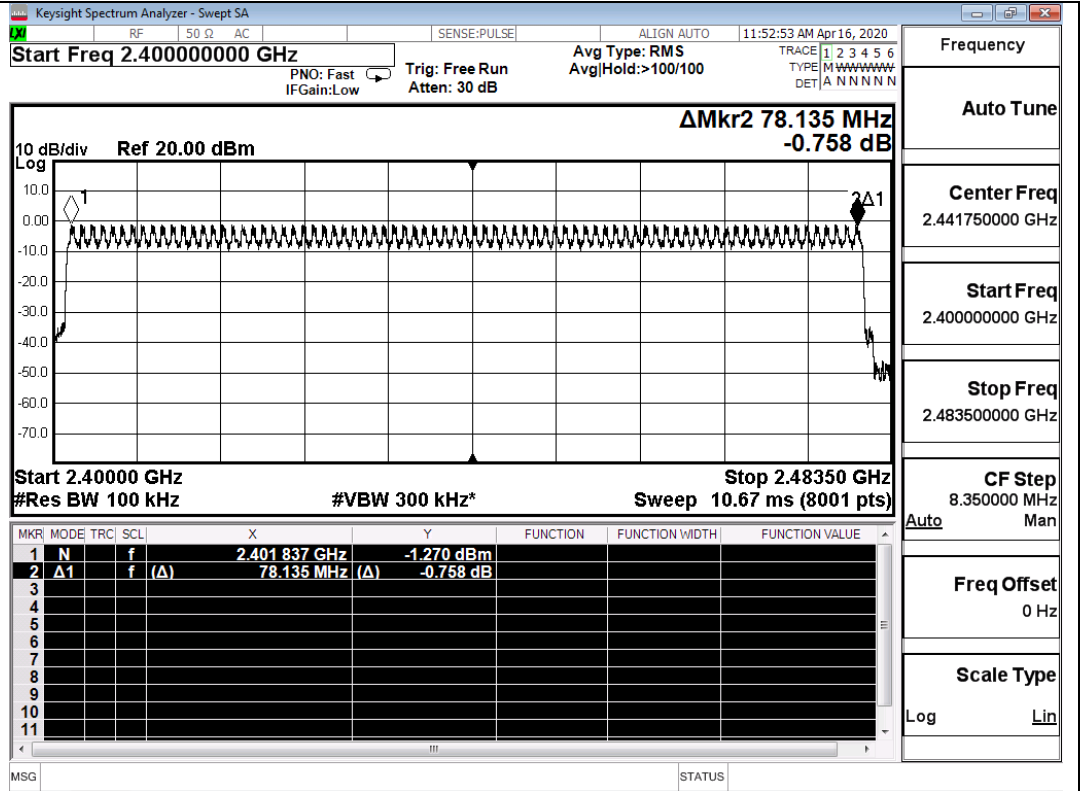 Keysight Spectrum Analyzer - Swept SA
LXI RF 50 Ω AC SENSE:PULSE ALIGN AUTO 11:52:53 AM Apr 16, 2020
Start Freq 2.400000000 GHz
PNO: Fast
IFGain:Low
Trig: Free Run
Atten: 30 dB
Avg Type: RMS
Avg|Hold:>100/100
TRACE 1 2 3 4 5 6
TYPE M WWWWW
DET A N N N N N
ΔMkr2 78.135 MHz
-0.758 dB
10 dB/div Ref 20.00 dBm
Log
10.0
0.00
-10.0
-20.0
-30.0
-40.0
-50.0
-60.0
-70.0
1
2Δ1
Start 2.40000 GHz Stop 2.48350 GHz
#Res BW 100 kHz #VBW 300 kHz* Sweep 10.67 ms (8001 pts)
MKR MODE TRC SCL X Y FUNCTION FUNCTION WIDTH FUNCTION VALUE
1 N f 2.401 837 GHz -1.270 dBm
2 Δ1 f (Δ) 78.135 MHz (Δ) -0.758 dB
3
4
5
6
7
8
9
10
11
MSG STATUS
Frequency
Auto Tune
Center Freq
2.441750000 GHz
Start Freq
2.400000000 GHz
Stop Freq
2.483500000 GHz
CF Step
8.350000 MHz
Auto Man
Freq Offset
0 Hz
Scale Type
Log Lin